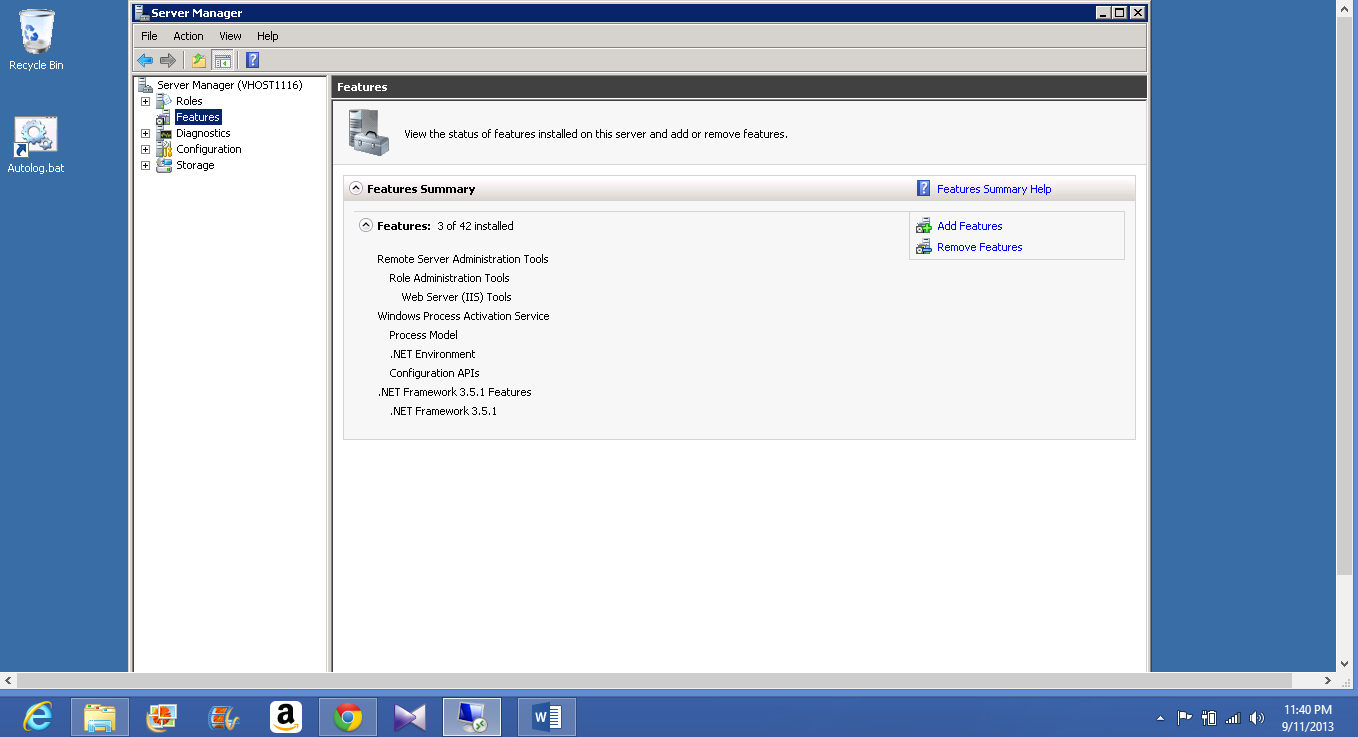 Recycle Bin
Autolog.bat
Server Manager
File Action View Help
Server Manager (VHOST1116)
Roles
Features
Diagnostics
Configuration
Storage
Features
View the status of features installed on this server and add or remove features.
Features Summary
Features Summary Help
Features: 3 of 42 installed
Add Features
Remove Features
Remote Server Administration Tools
Role Administration Tools
Web Server (IIS) Tools
Windows Process Activation Service
Process Model
.NET Environment
Configuration APIs
.NET Framework 3.5.1 Features
.NET Framework 3.5.1
11:40 PM
9/11/2013